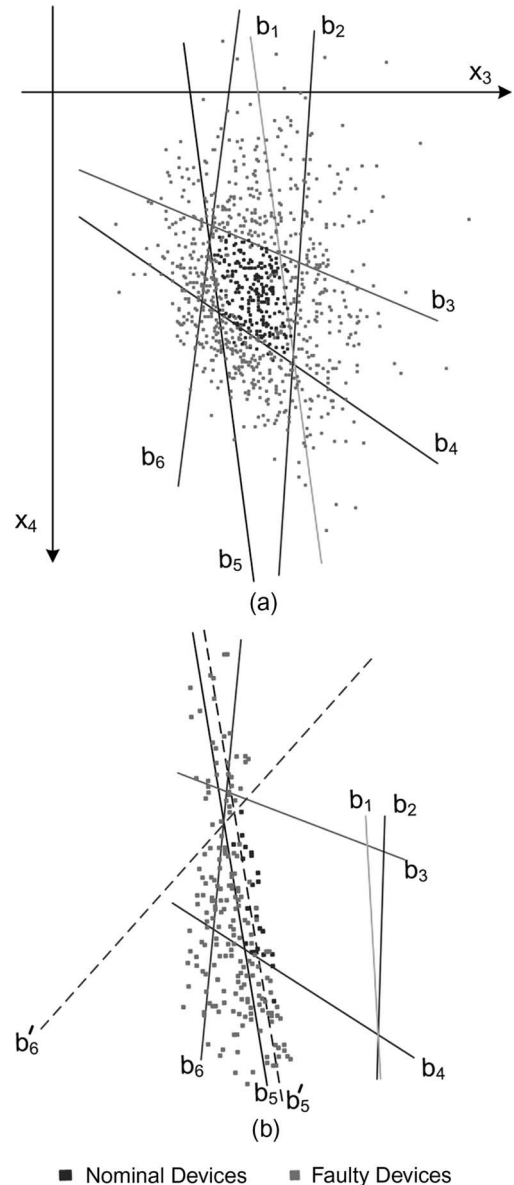 b₁ b₂
x₃
b₃
b₄
b₆
x₄
b₅
(a)
b₁ b₂
b₃
b₆′
b₆
b₄
b₅ b₅′
(b)
Nominal Devices Faulty Devices